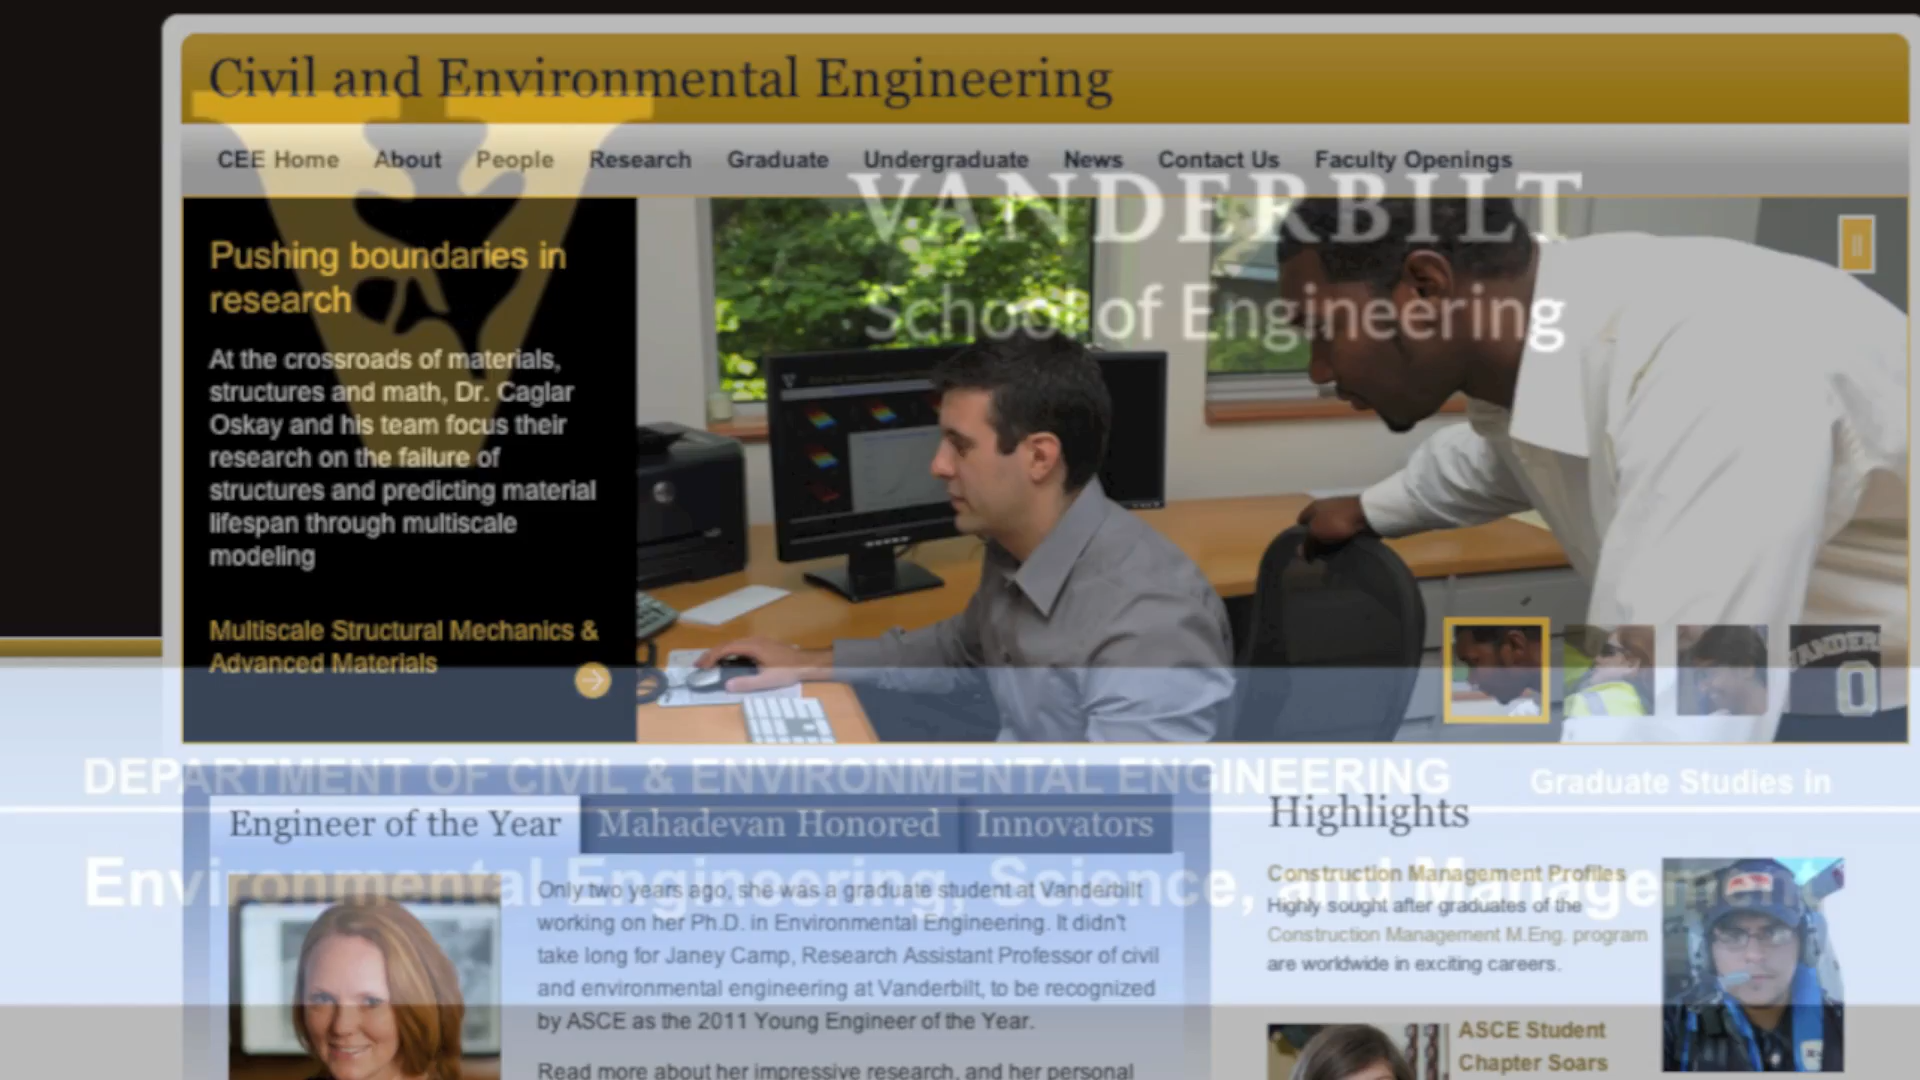 Civil and Environmental Engineering
CEE Home About People Research Graduate Undergraduate News Contact Us Faculty Openings
VANDERBILT
School of Engineering
Pushing boundaries in
research
At the crossroads of materials,
structures and math, Dr. Caglar
Oskay and his team focus their
research on the failure of
structures and predicting material
lifespan through multiscale
modeling
Multiscale Structural Mechanics &
Advanced Materials
VANDER
0
DEPARTMENT OF CIVIL & ENVIRONMENTAL ENGINEERING Graduate Studies in
Environmental Engineering, Science, and Management
Engineer of the Year Mahadevan Honored Innovators
Only two years ago, she was a graduate student at Vanderbilt
working on her Ph.D. in Environmental Engineering. It didn't
take long for Janey Camp, Research Assistant Professor of civil
and environmental engineering at Vanderbilt, to be recognized
by ASCE as the 2011 Young Engineer of the Year.
Read more about her impressive research, and her personal
Highlights
Construction Management Profiles
Highly sought after graduates of the
Construction Management M.Eng. program
are worldwide in exciting careers.
ASCE Student
Chapter Soars